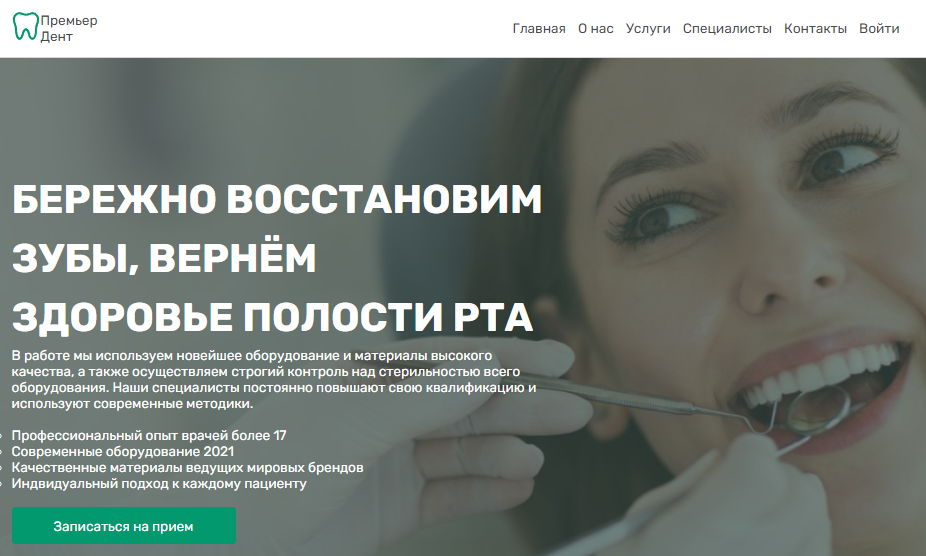 Премьер
Дент
Главная О нас Услуги Специалисты Контакты Войти
БЕРЕЖНО ВОССТАНОВИМ
ЗУБЫ, ВЕРНЁМ
ЗДОРОВЬЕ ПОЛОСТИ РТА
В работе мы используем новейшее оборудование и материалы высокого
качества, а также осуществляем строгий контроль над стерильностью всего
оборудования. Наши специалисты постоянно повышают свою квалификацию и
используют современные методики.
Профессиональный опыт врачей более 17
Современные оборудование 2021
Качественные материалы ведущих мировых брендов
Индвидуальный подход к каждому пациенту
Записаться на прием